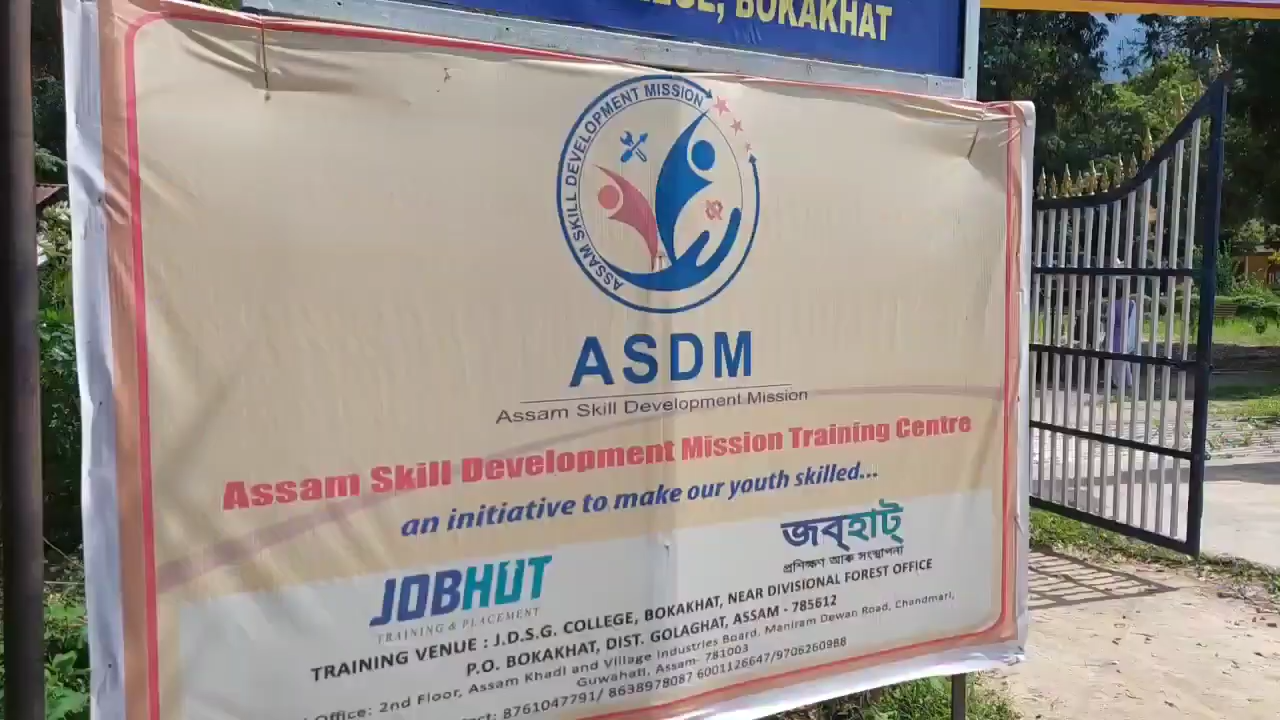 BOKAKHAT
ASSAM SKILL DEVELOPMENT MISSION
ASDM
Assam Skill Development Mission
Assam Skill Development Mission Training Centre
an initiative to make our youth skilled...
জব্হাট্
প্ৰশিক্ষণ আৰু সংস্থাপনা
JOBHUT
TRAINING & PLACEMENT
TRAINING VENUE : J.D.S.G. COLLEGE, BOKAKHAT, NEAR DIVISIONAL FOREST OFFICE
P.O. BOKAKHAT, DIST. GOLAGHAT, ASSAM - 785612
Office: 2nd Floor, Assam Khadi and Village Industries Board, Maniram Dewan Road, Chandmari,
Guwahati, Assam- 781003
8761047791/ 8638978087 6001126647/9706260988